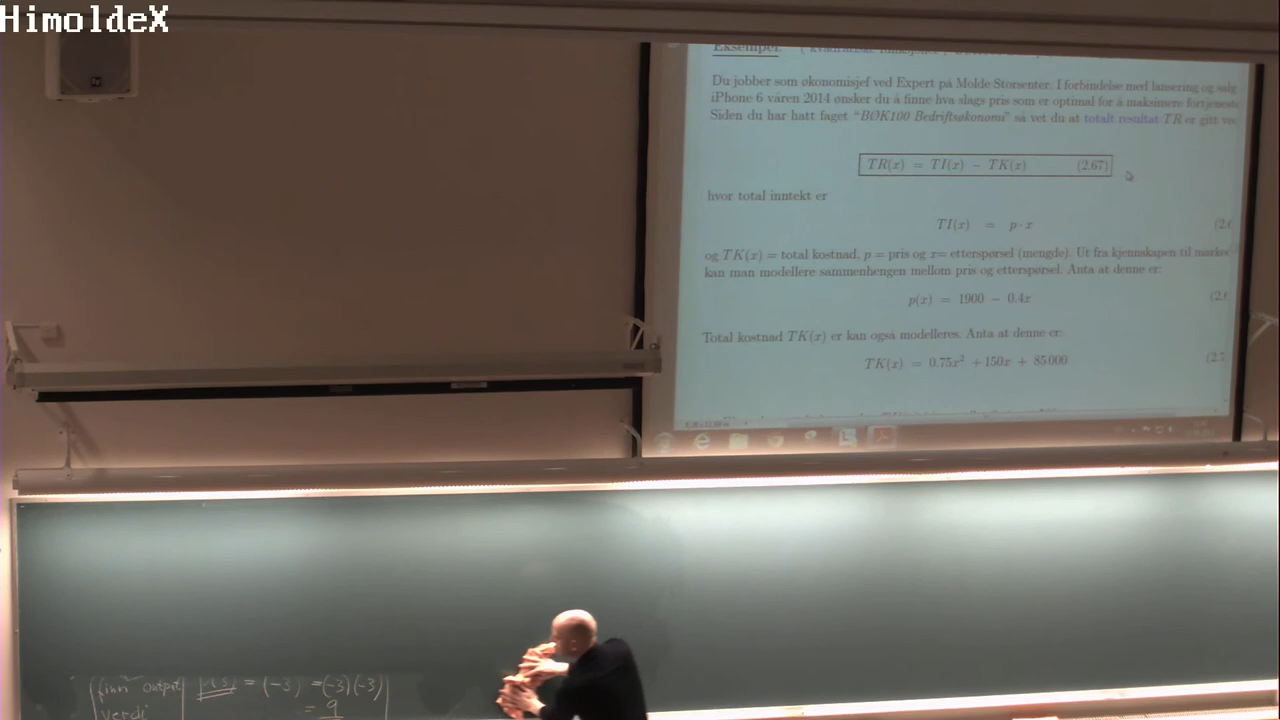 HimoldeX
Eksempel:
Du jobber som økonomisjef ved Expert på Molde Storsenter. I forbindelse med lansering og salg
iPhone 6 våren 2014 ønsker du å finne hva slags pris som er optimal for å maksimere fortjeneste
Siden du har hatt faget "BØK100 Bedriftsøkonomi" så vet du at totalt resultat TR er gitt ved
TR(x) = TI(x) − TK(x) (2.67)
hvor total inntekt er
TI(x) = p · x
og TK(x) = total kostnad, p = pris og x= etterspørsel (mengde). Ut fra kjennskapen til
kan man modellere sammenhengen mellom pris og etterspørsel. Anta at denne er:
p(x) = 1900 − 0.4x
Total kostnad TK(x) er kan også modelleres. Anta at denne er:
TK(x) = 0.75x² + 150x + 85 000
finn output = (-3) = (-3)(-3)
verdi = 9